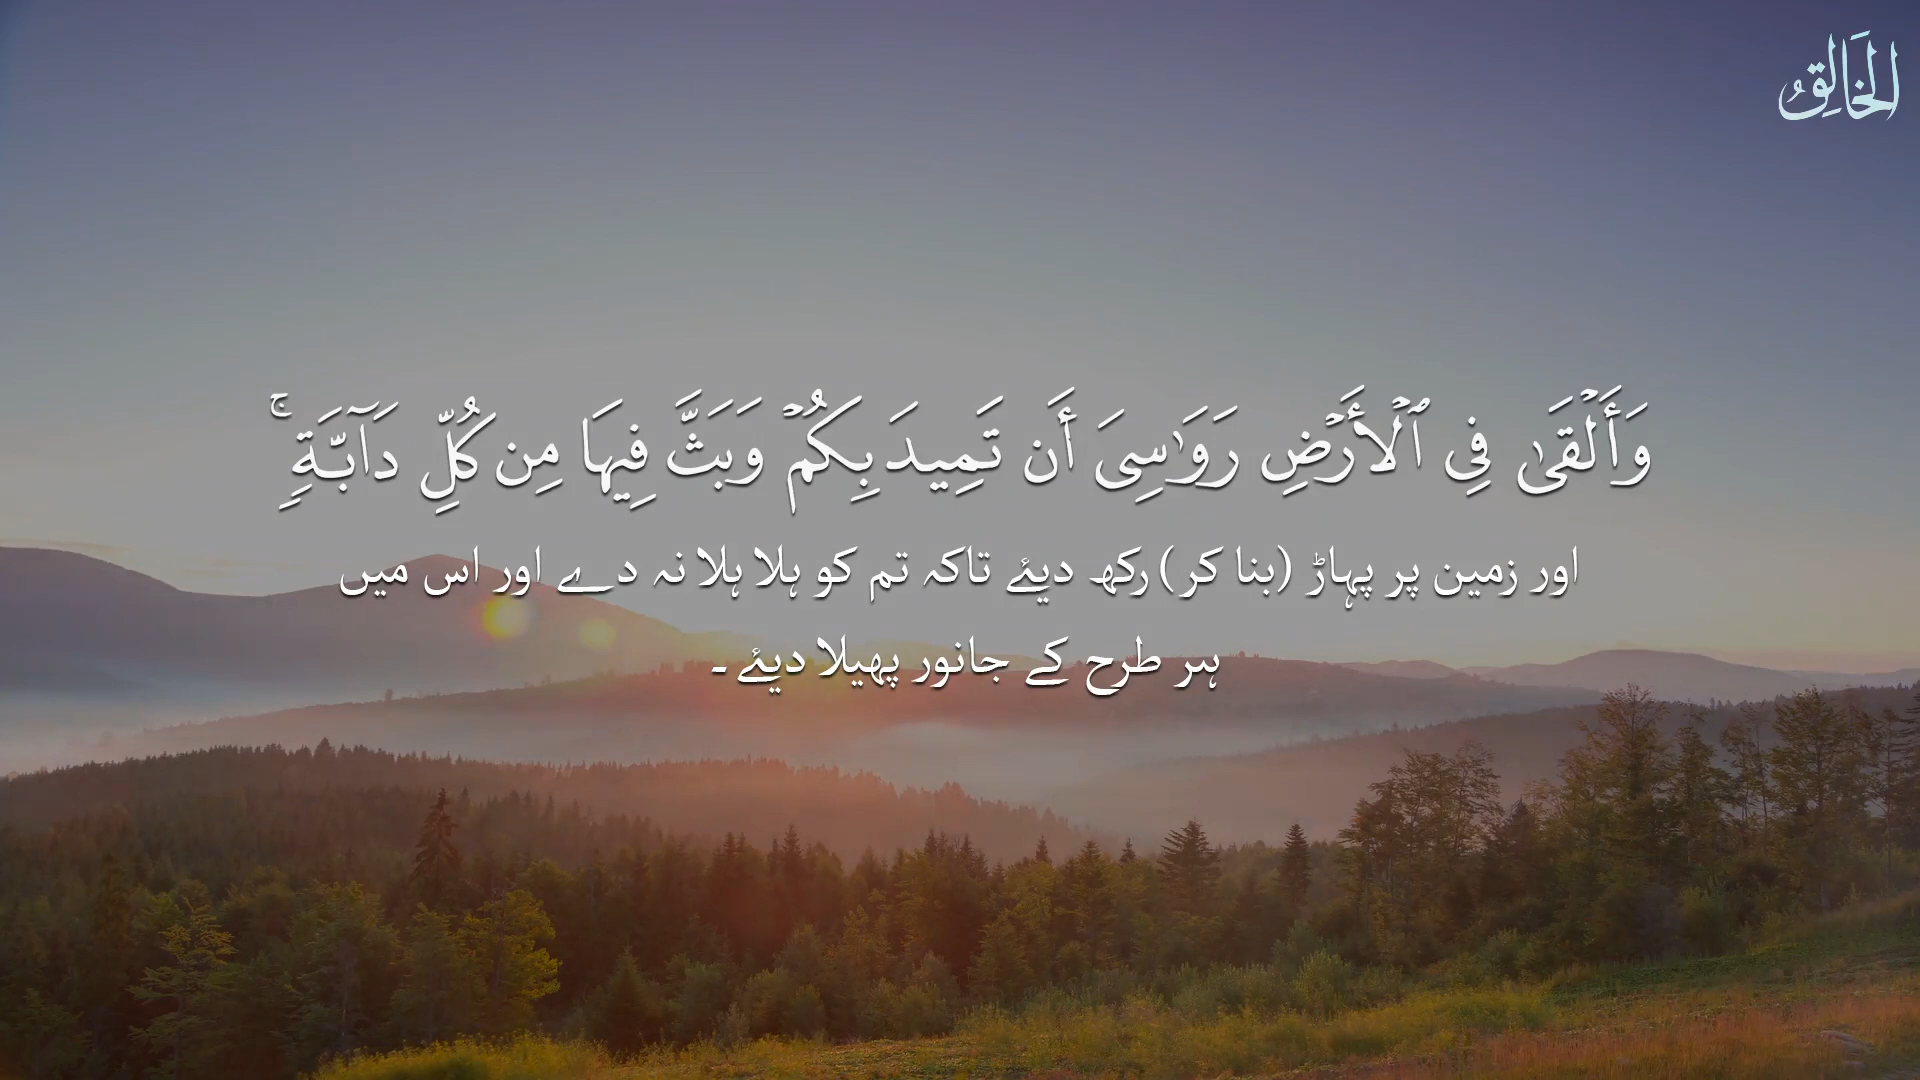 الخَالِقُ
وَأَلْقَىٰ فِى ٱلْأَرْضِ رَوَٰسِىَ أَن تَمِيدَ بِكُمْ وَبَثَّ فِيهَا مِن كُلِّ دَآبَّةٍ ۚ
اور زمین پر پہاڑ (بنا کر) رکھ دیئے تاکہ تم کو ہلا ہلا نہ دے اور اس میں
ہر طرح کے جانور پھیلا دیئے۔